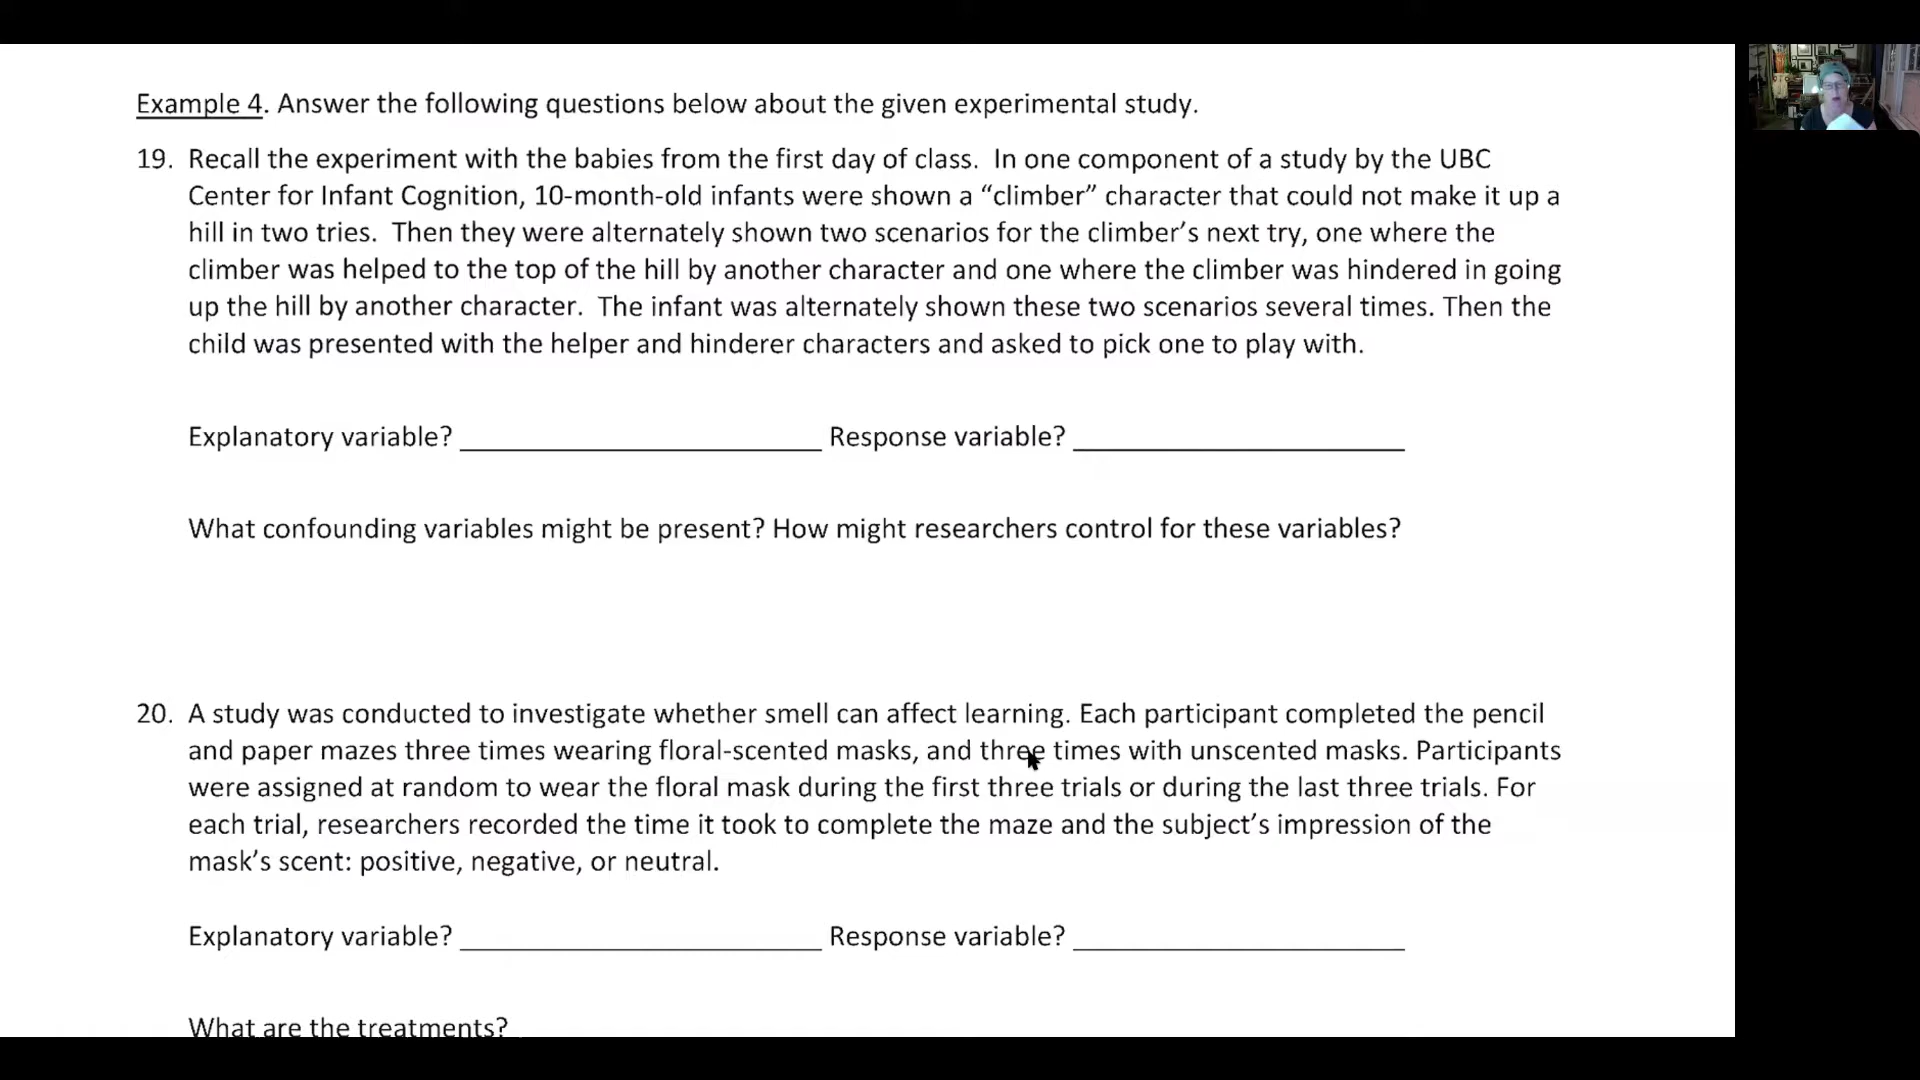 Example 4. Answer the following questions below about the given experimental study.
19. Recall the experiment with the babies from the first day of class. In one component of a study by the UBC
Center for Infant Cognition, 10-month-old infants were shown a “climber” character that could not make it up a
hill in two tries. Then they were alternately shown two scenarios for the climber’s next try, one where the
climber was helped to the top of the hill by another character and one where the climber was hindered in going
up the hill by another character. The infant was alternately shown these two scenarios several times. Then the
child was presented with the helper and hinderer characters and asked to pick one to play with.
Explanatory variable? __________________________ Response variable? ________________________
What confounding variables might be present? How might researchers control for these variables?
20. A study was conducted to investigate whether smell can affect learning. Each participant completed the pencil
and paper mazes three times wearing floral-scented masks, and three times with unscented masks. Participants
were assigned at random to wear the floral mask during the first three trials or during the last three trials. For
each trial, researchers recorded the time it took to complete the maze and the subject’s impression of the
mask’s scent: positive, negative, or neutral.
Explanatory variable? __________________________ Response variable? ________________________
What are the treatments?